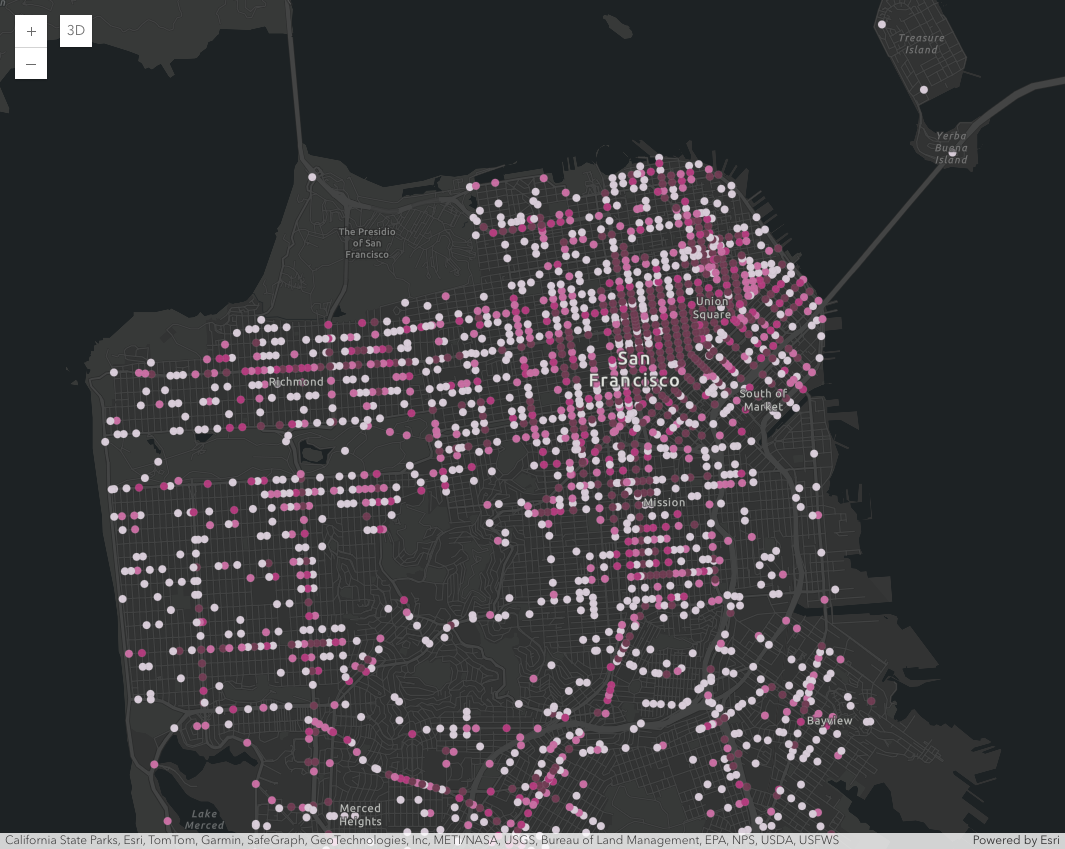 +
3D
−
Treasure
Island
Yerba
Buena
Island
The Presidio
of San
Francisco
Union
Square
San
Francisco
Richmond
South of
Market
Mission
Bayview
Merced
Heights
Lake
Merced
California State Parks, Esri, TomTom, Garmin, SafeGraph, GeoTechnologies, Inc, METI/NASA, USGS, Bureau of Land Management, EPA, NPS, USDA, USFWS
Powered by Esri